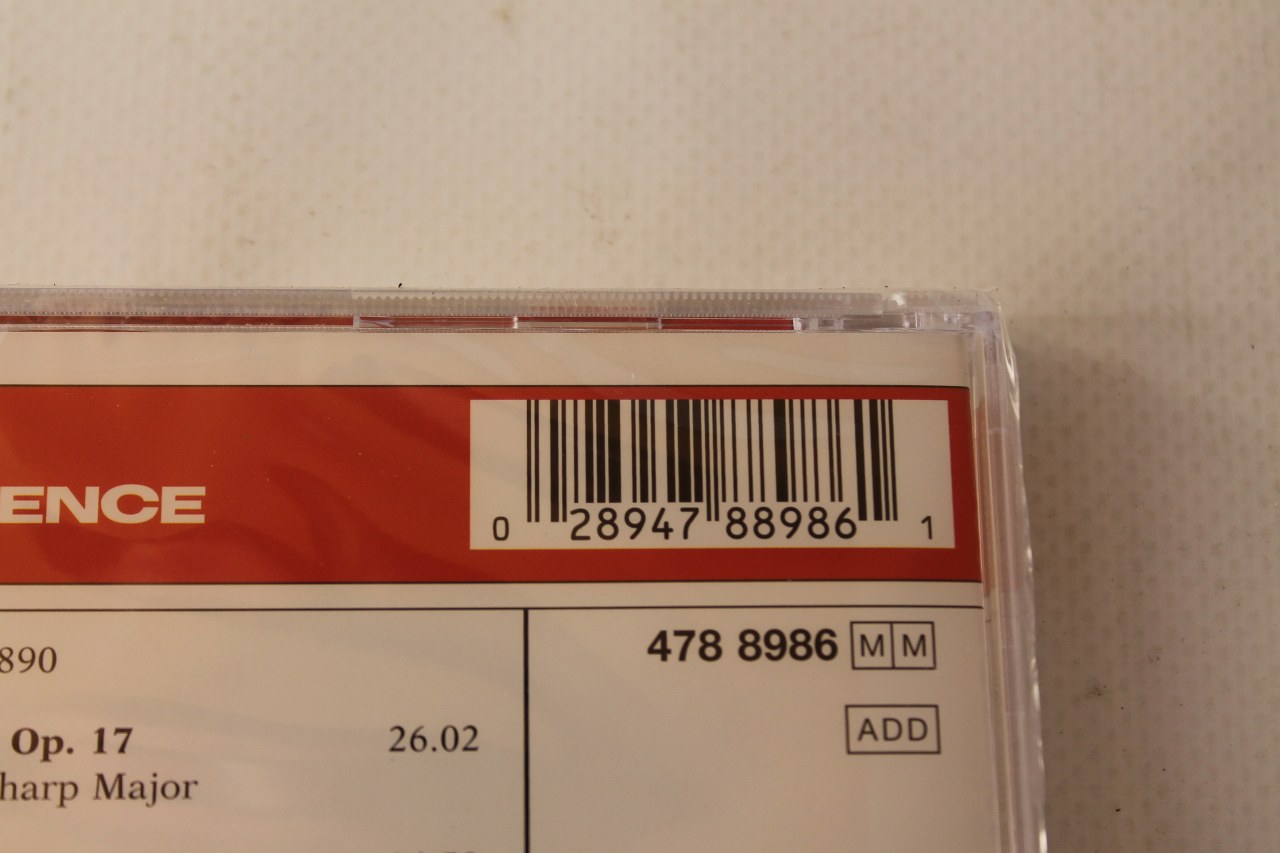 ENCE
0 28947 88986 1
478 8986 M M
890
ADD
Op. 17 26.02
harp Major